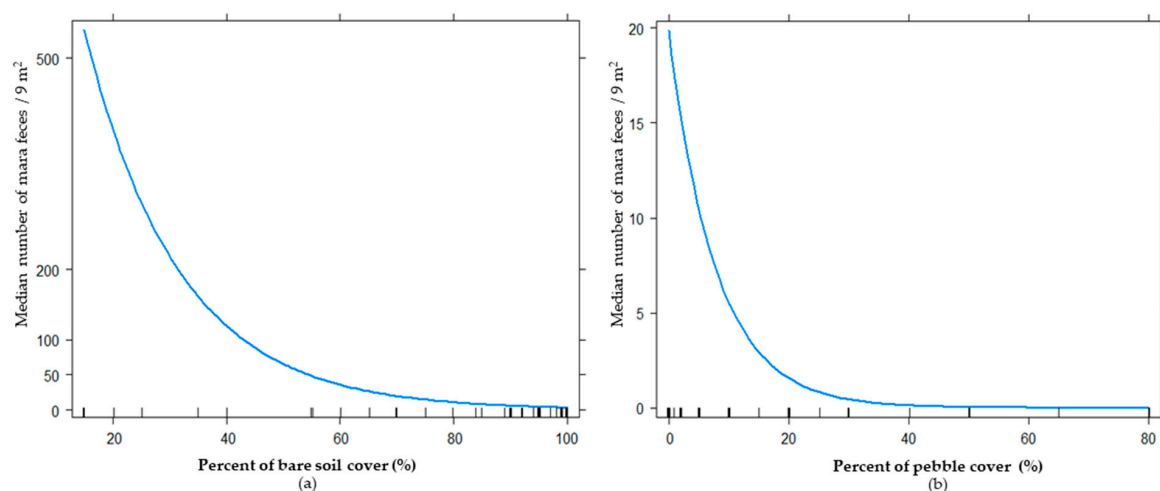 Median number of mara feces / 9 m²
500
200
100
50
0
20 40 60 80 100
Percent of bare soil cover (%)
(a)
Median number of mara feces / 9 m²
20
15
10
5
0
0 20 40 60 80
Percent of pebble cover (%)
(b)